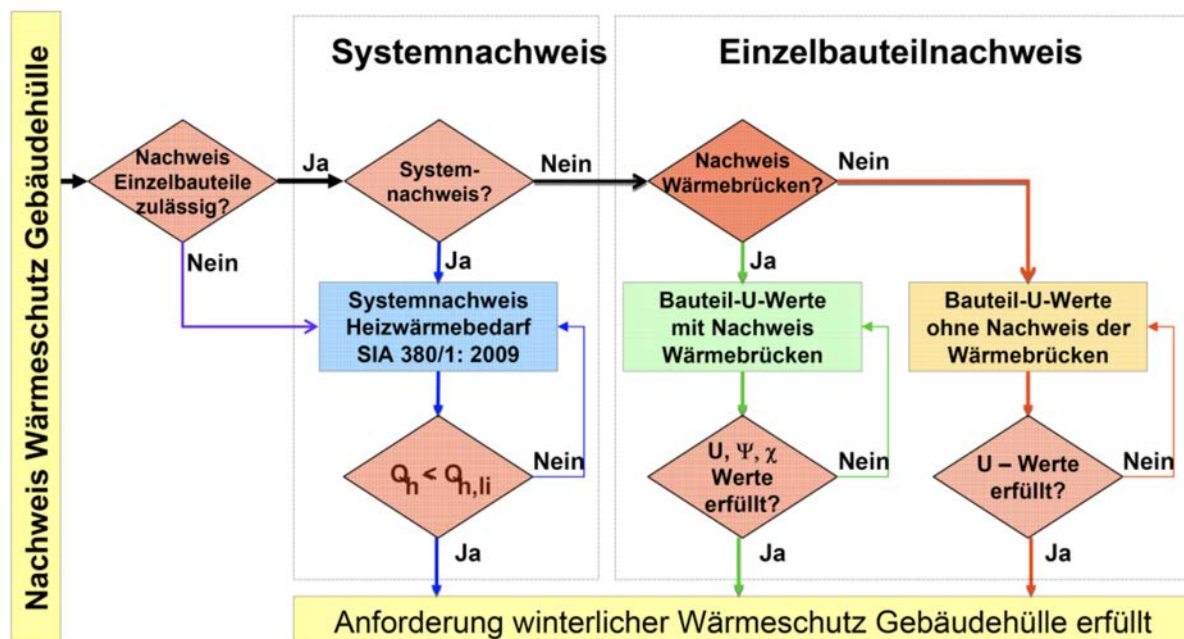 Nachweis Wärmeschutz Gebäudehülle
Systemnachweis
Einzelbauteilnachweis
Nachweis
Einzelbauteile
zulässig?
Ja
System-
nachweis?
Nein
Nachweis
Wärmebrücken?
Nein
Nein
Ja
Ja
Systemnachweis
Heizwärmebedarf
SIA 380/1: 2009
Bauteil-U-Werte
mit Nachweis
Wärmebrücken
Bauteil-U-Werte
ohne Nachweis der
Wärmebrücken
Qh < Qh,li
Nein
U, Ψ, χ
Werte
erfüllt?
Nein
U – Werte
erfüllt?
Nein
Ja
Ja
Ja
Anforderung winterlicher Wärmeschutz Gebäudehülle erfüllt